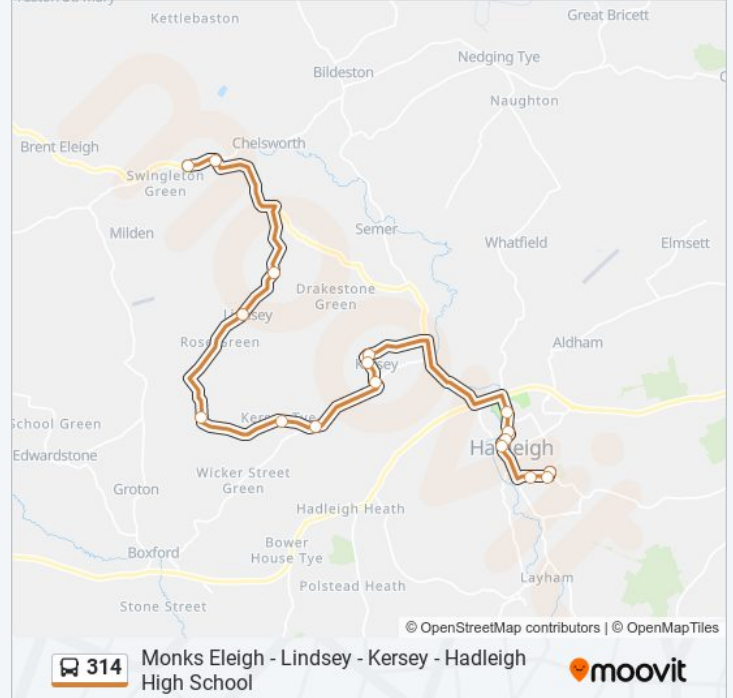 Kettlebaston
Great Bricett
Nedging Tye
Bildeston
Naughton
Chelsworth
Brent Eleigh
Swingleton
Green
Milden
Semer
Whatfield
Elmsett
Drakestone
Green
Lindsey
Rose Green
Aldham
Kersey
Kersey Tye
School Green
Hadleigh
Edwardstone
Wicker Street
Green
Groton
Hadleigh Heath
Bower
House Tye
Boxford
Polstead Heath
Layham
Stone Street
© OpenStreetMap contributors | © OpenMapTiles
314
Monks Eleigh - Lindsey - Kersey - Hadleigh
High School
moovit